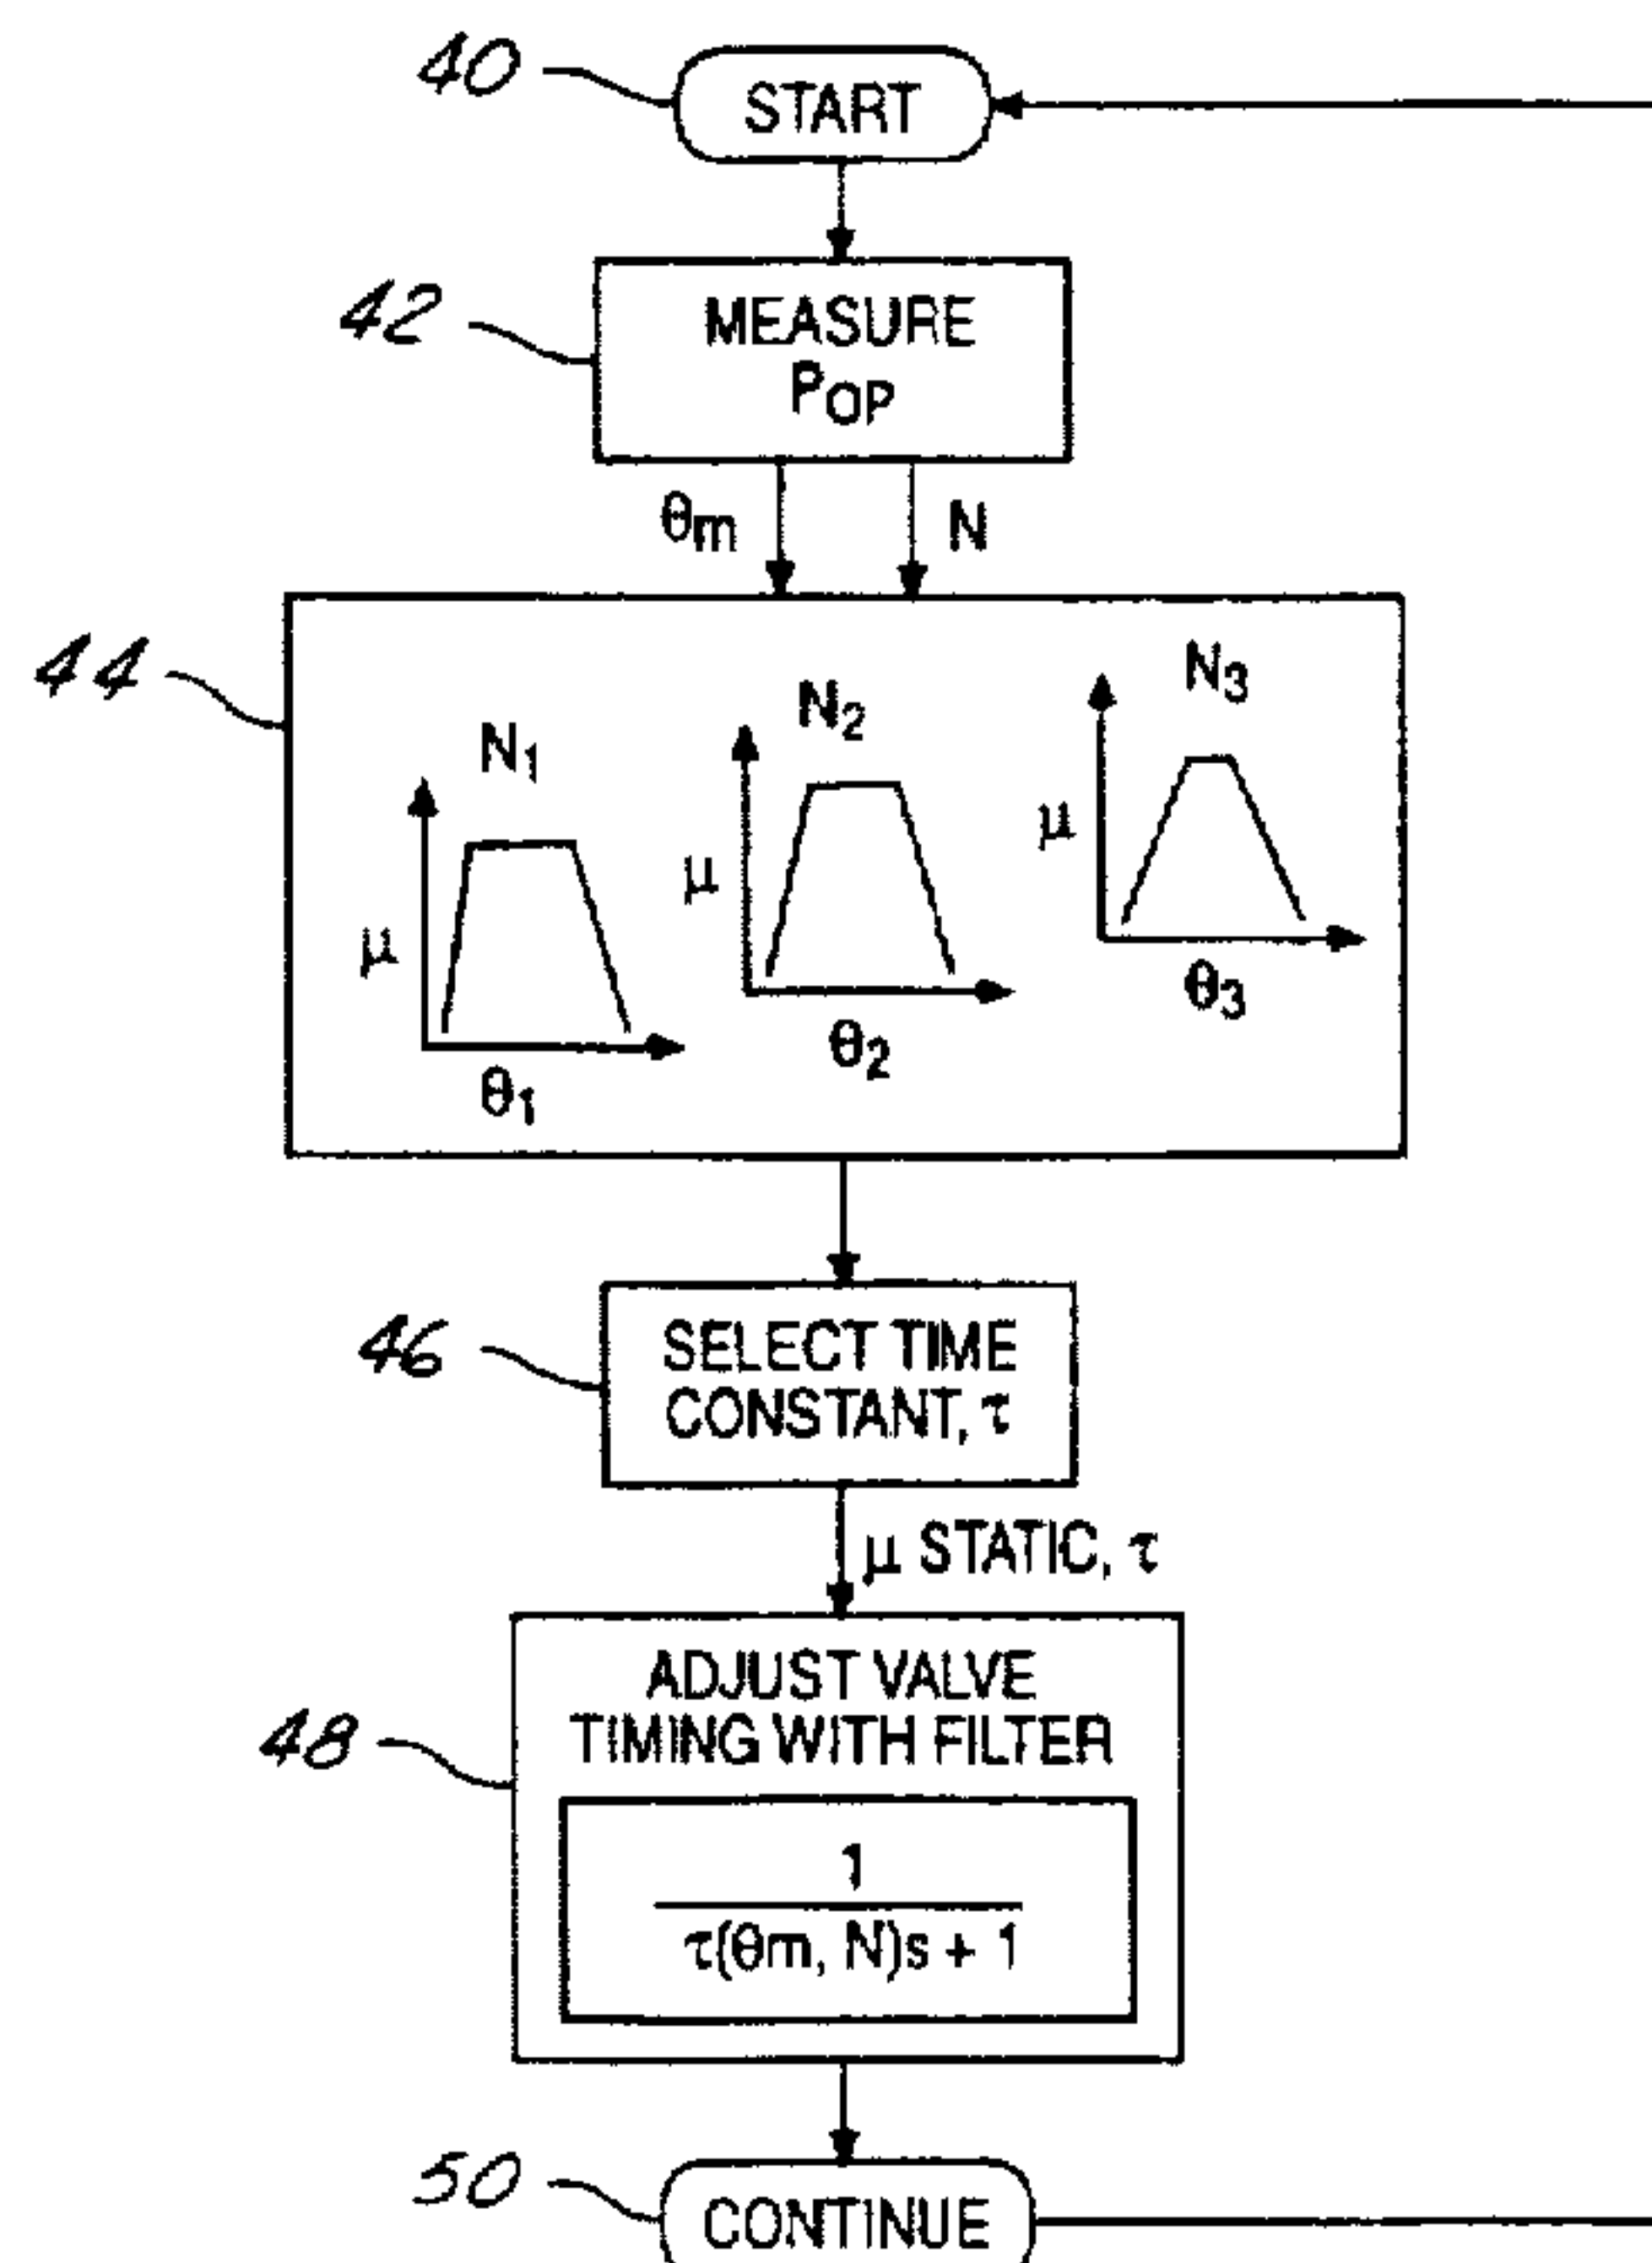 40
START
42
MEASURE
POP
θm
N
44
N1
N2
N3
μ
μ
μ
θ1
θ2
θ3
46
SELECT TIME
CONSTANT, τ
μ STATIC, τ
48
ADJUST VALVE
TIMING WITH FILTER
1
τ(θm, N)s + 1
50
CONTINUE